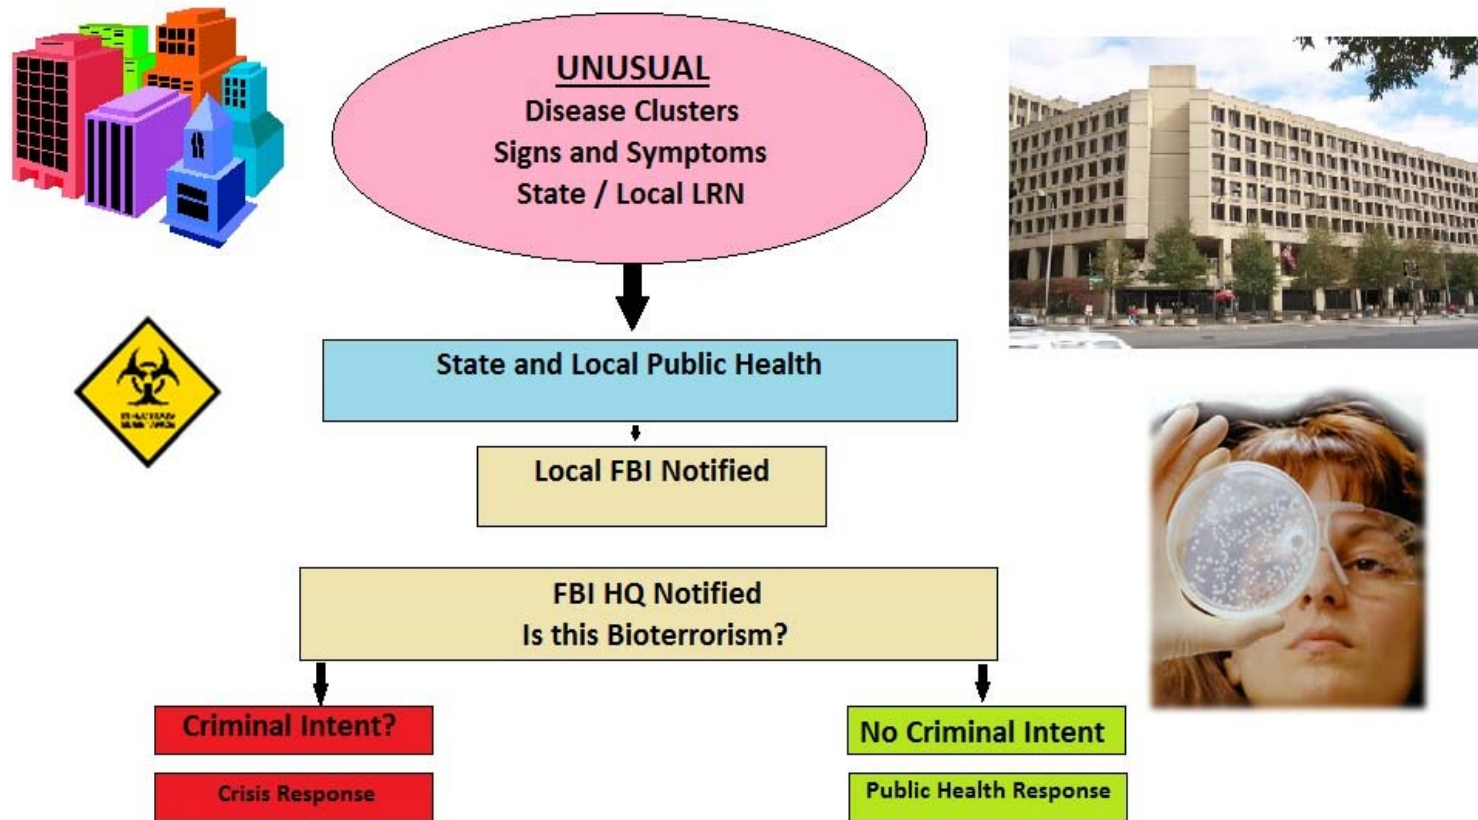 UNUSUAL
Disease Clusters
Signs and Symptoms
State / Local LRN
State and Local Public Health
Local FBI Notified
FBI HQ Notified
Is this Bioterrorism?
Criminal Intent?
No Criminal Intent
Crisis Response
Public Health Response